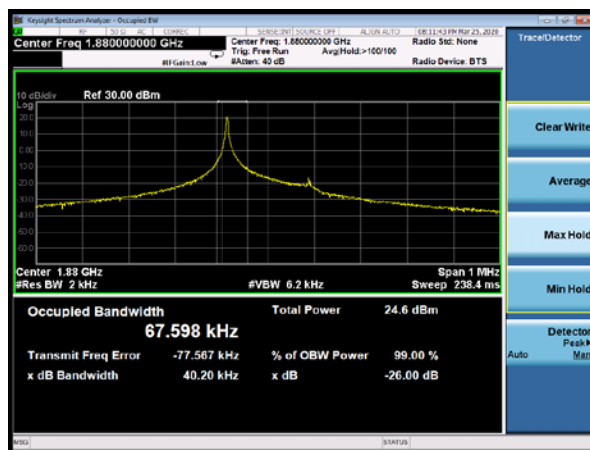 Keysight Spectrum Analyzer - Occupied BW
RF 50 Ω AC CORREC SENSE:INT SOURCE OFF ALIGN AUTO 08:11:43 PM Mar 25, 2020
Center Freq 1.880000000 GHz
Center Freq: 1.880000000 GHz
Radio Std: None
Trig: Free Run Avg|Hold:>100/100
#IFGain:Low
#Atten: 40 dB
Radio Device: BTS
10 dB/div Ref 30.00 dBm
Log
20.0
10.0
0.00
-10.0
-20.0
-30.0
-40.0
-50.0
-60.0
Center 1.88 GHz Span 1 MHz
#Res BW 2 kHz #VBW 6.2 kHz Sweep 238.4 ms
Occupied Bandwidth Total Power 24.6 dBm
67.598 kHz
Transmit Freq Error -77.567 kHz % of OBW Power 99.00 %
x dB Bandwidth 40.20 kHz x dB -26.00 dB
MSG STATUS
Trace/Detector
Clear Write
Average
Max Hold
Min Hold
Detector
Peak▶
Auto Man